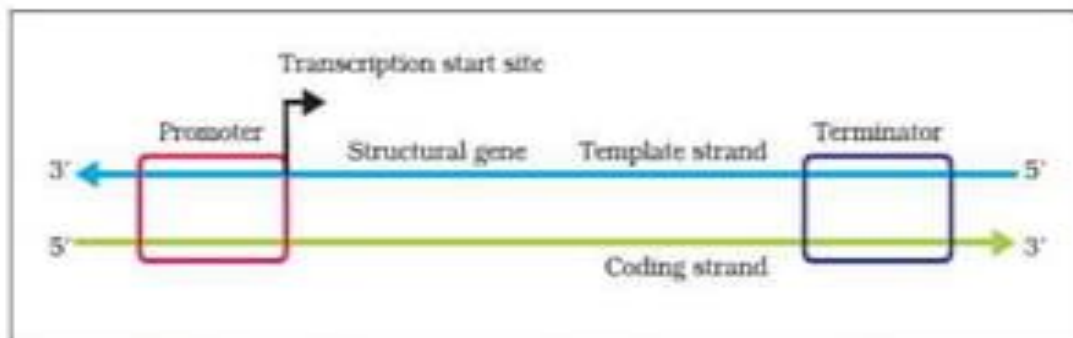 Transcription start site
Promoter
Structural gene
Template strand
Terminator
3'
5'
5'
3'
Coding strand